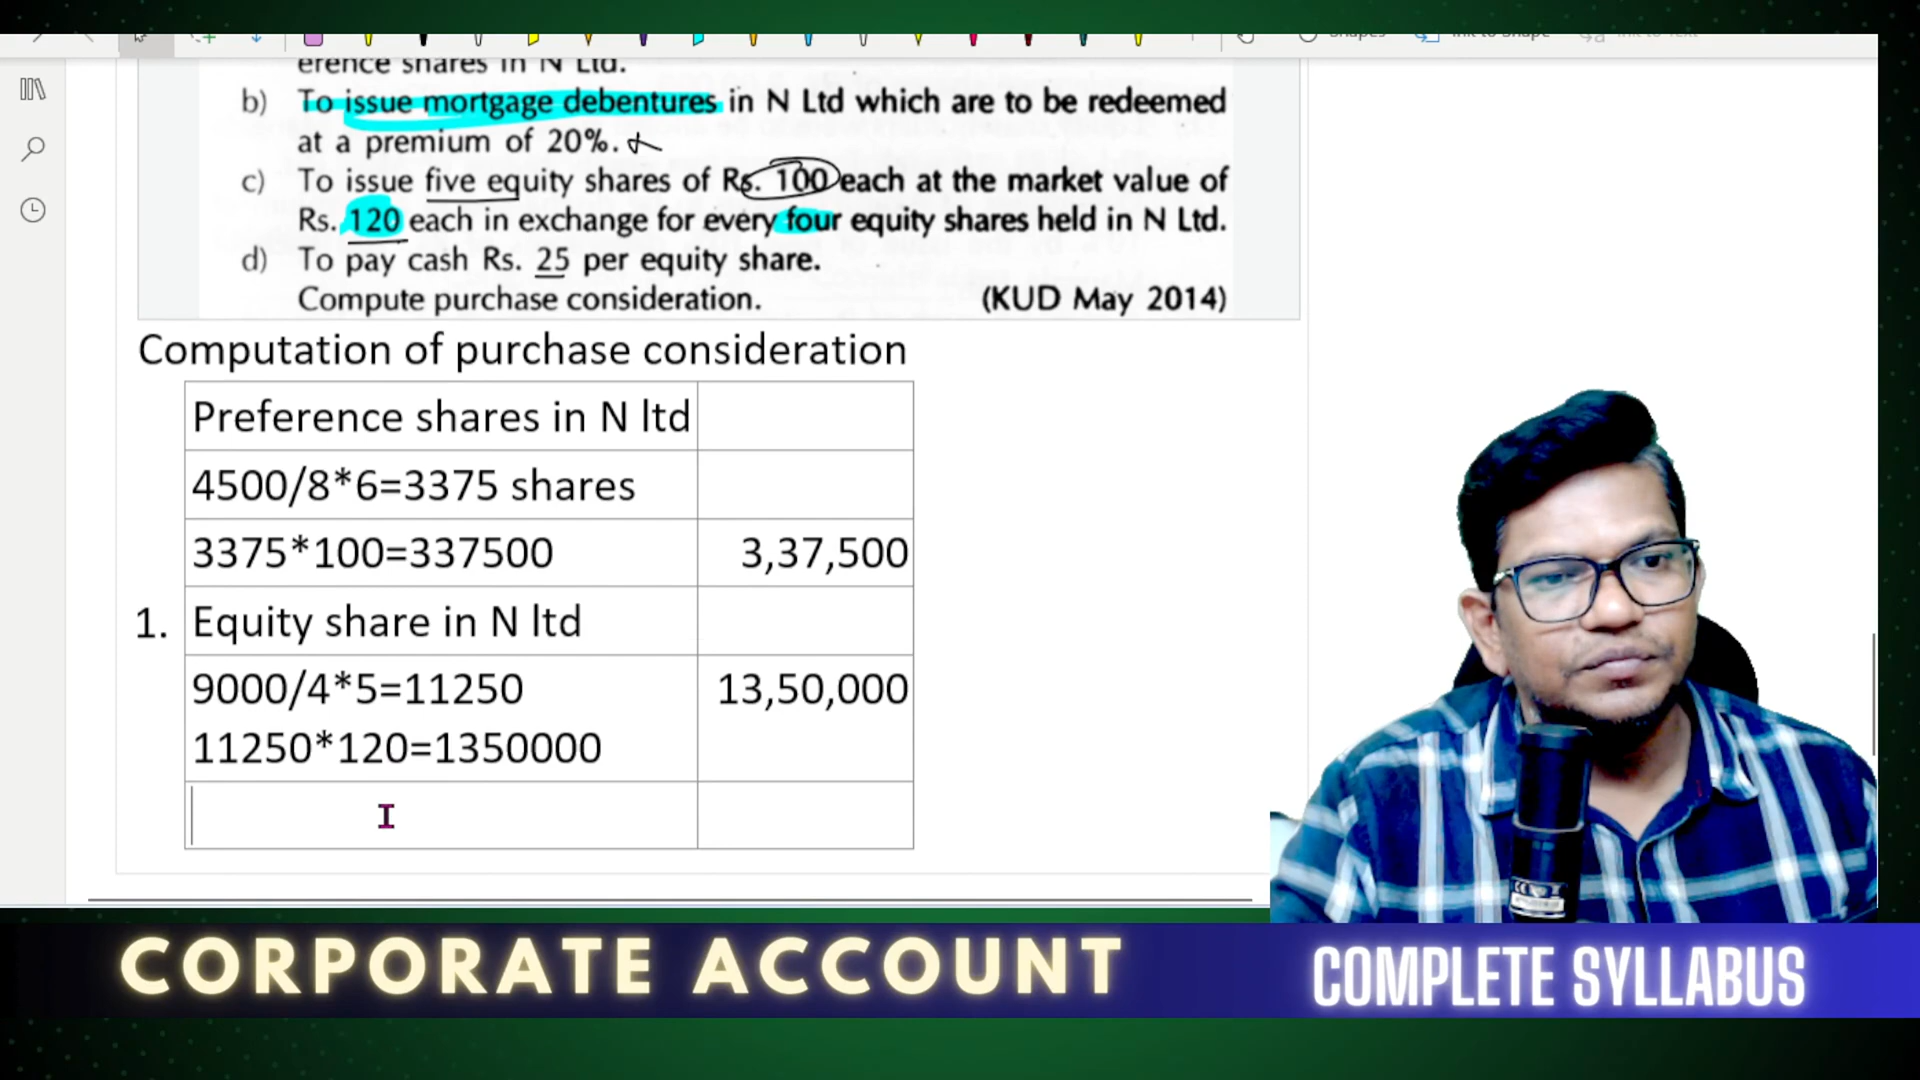 erence shares in N Ltd.
b) To issue mortgage debentures in N Ltd which are to be redeemed
at a premium of 20%.
c) To issue five equity shares of Rs. 100 each at the market value of
Rs. 120 each in exchange for every four equity shares held in N Ltd.
d) To pay cash Rs. 25 per equity share.
Compute purchase consideration. (KUD May 2014)
Computation of purchase consideration
Preference shares in N ltd
4500/8*6=3375 shares
3375*100=337500 3,37,500
1. Equity share in N ltd
9000/4*5=11250 13,50,000
11250*120=1350000
CORPORATE ACCOUNT
COMPLETE SYLLABUS